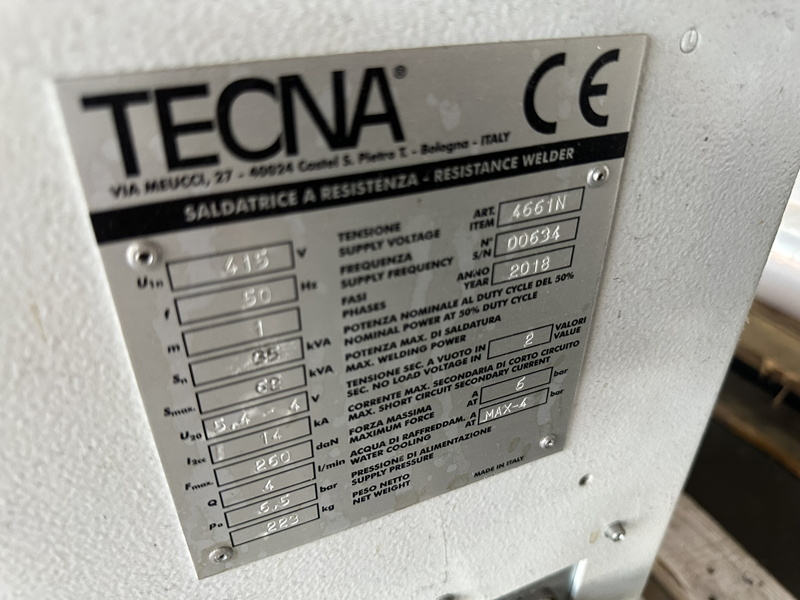 TECNA®
CE
VIA MEUCCI, 27 - 40024 Castel S. Pietro T. - Bologna - ITALY
SALDATRICE A RESISTENZA - RESISTANCE WELDER
ART. ITEM 4661N
N° S/N 00634
ANNO YEAR 2018
U1n 415 V TENSIONE SUPPLY VOLTAGE
f 50 Hz FREQUENZA SUPPLY FREQUENCY
m 1 FASI PHASES
Sn kVA POTENZA NOMINALE AL DUTY CYCLE DEL 50% NOMINAL POWER AT 50% DUTY CYCLE
Smax. 68 kVA POTENZA MAX. DI SALDATURA MAX. WELDING POWER
U20 5,4 - 4 V TENSIONE SEC. A VUOTO IN SEC. NO LOAD VOLTAGE IN 2 VALORI VALUE
I2cc 14 kA CORRENTE MAX. SECONDARIA DI CORTO CIRCUITO MAX. SHORT CIRCUIT SECONDARY CURRENT
Fmax. 260 daN FORZA MASSIMA MAXIMUM FORCE A AT 6 bar
Q 4 l/min ACQUA DI RAFFREDDAM. WATER COOLING A AT MAX-4 bar
Po 6,5 bar PRESSIONE DI ALIMENTAZIONE SUPPLY PRESSURE
223 kg PESO NETTO NET WEIGHT
MADE IN ITALY